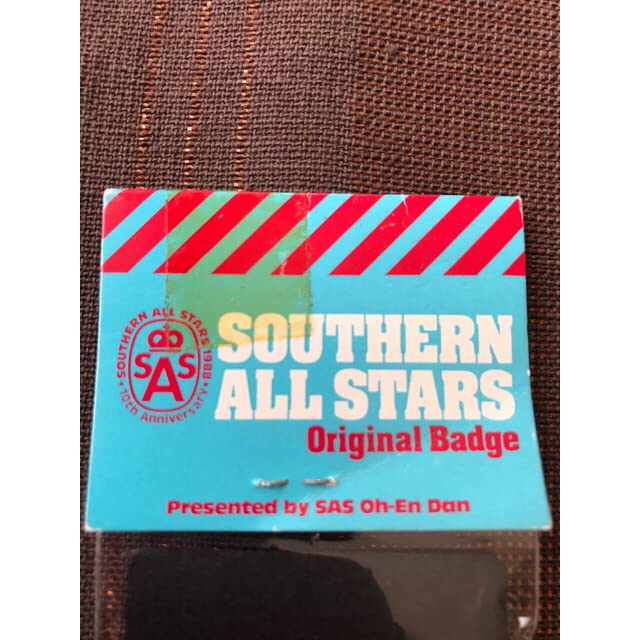 SOUTHERN ALL STARS 1988
SAS
10th Anniversary
SOUTHERN
ALL STARS
Original Badge
Presented by SAS Oh-En Dan